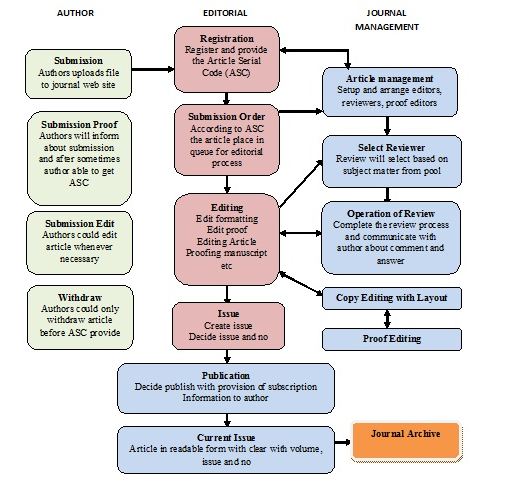 AUTHOR
EDITORIAL
JOURNAL
MANAGEMENT
Submission
Authors uploads file
to journal web site
Submission Proof
Authors will inform
about submission
and after sometimes
author able to get
ASC
Submission Edit
Authors could edit
article whenever
necessary
Withdraw
Authors could only
withdraw article
before ASC provide
Registration
Register and provide
the Article Serial
Code (ASC)
Submission Order
According to ASC
the article place in
queue for editorial
process
Editing
Edit formatting
Edit proof
Editing Article
Proofing manuscript
etc
Issue
Create issue
Decide issue and no
Article management
Setup and arrange editors,
reviewers, proof editors
Select Reviewer
Review will select based on
subject matter from pool
Operation of Review
Complete the review process
and communicate with
author about comment and
answer
Copy Editing with Layout
Proof Editing
Publication
Decide publish with provision of subscription
Information to author
Current Issue
Article in readable form with clear with volume,
issue and no
Journal Archive